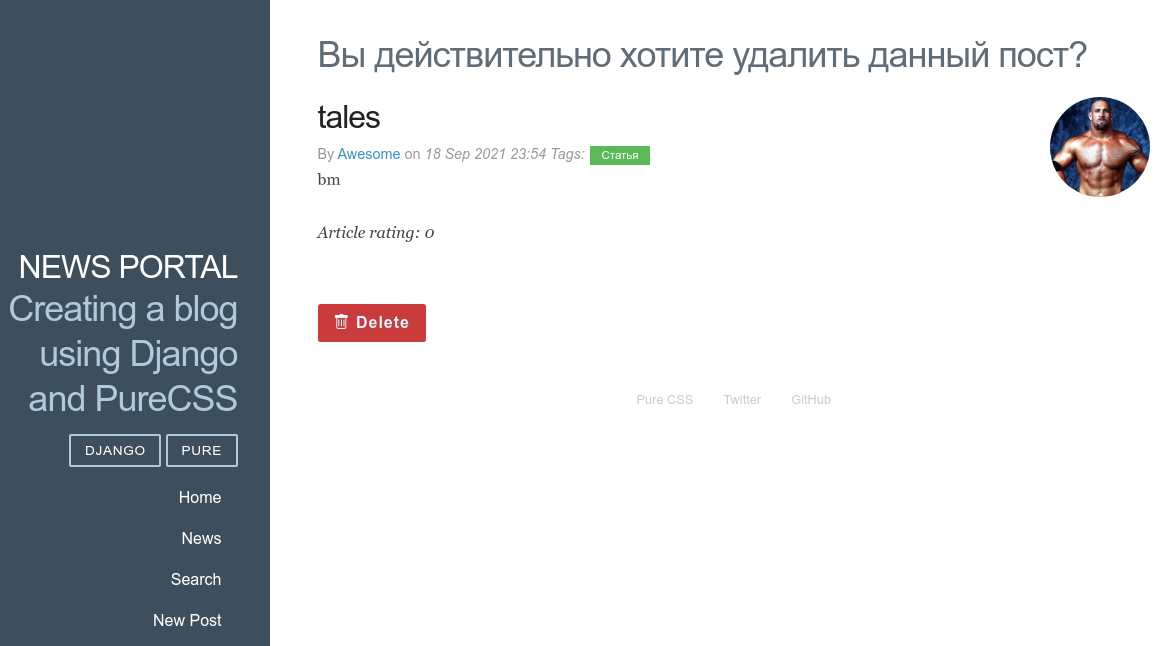 NEWS PORTAL
Creating a blog
using Django
and PureCSS
DJANGO PURE
Home
News
Search
New Post
Вы действительно хотите удалить данный пост?
tales
By Awesome on 18 Sep 2021 23:54 Tags: Статья
bm
Article rating: 0
Delete
Pure CSS Twitter GitHub